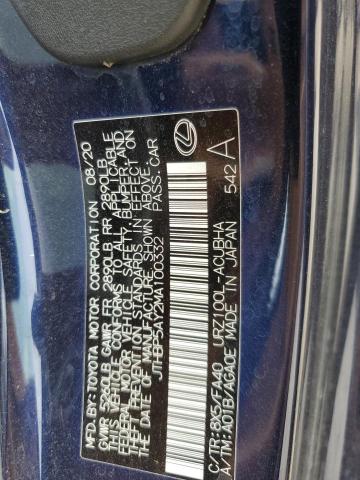 MFD.BY:TOYOTA MOTOR CORPORATION 08/20
GVWR 5220LB GAWR FR 2890LB RR 2890LB
THIS VEHICLE CONFORMS TO ALL APPLICABLE
FEDERAL MOTOR VEHICLE SAFETY, BUMPER, AND
THEFT PREVENTION STANDARDS IN EFFECT
ON THE DATE OF MANUFACTURE SHOWN ABOVE.
JTHBP5AY2MA100332 PASS.CAR
C/TR:8X5/FA40 URZ100L-ACUBHA
A/TM:A01B/AGA0E MADE IN JAPAN 542 A